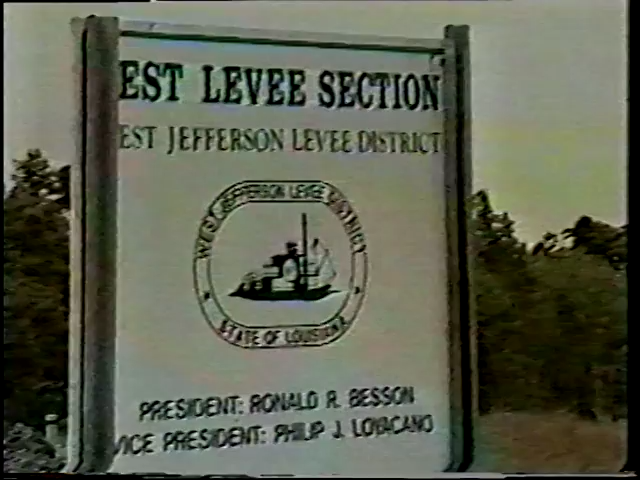 EST LEVEE SECTION
EST JEFFERSON LEVEE DISTRICT
WEST JEFFERSON LEVEE DISTRICT
STATE OF LOUISIANA
PRESIDENT: RONALD R. BESSON
VICE PRESIDENT: PHILIP J. LOVACANO